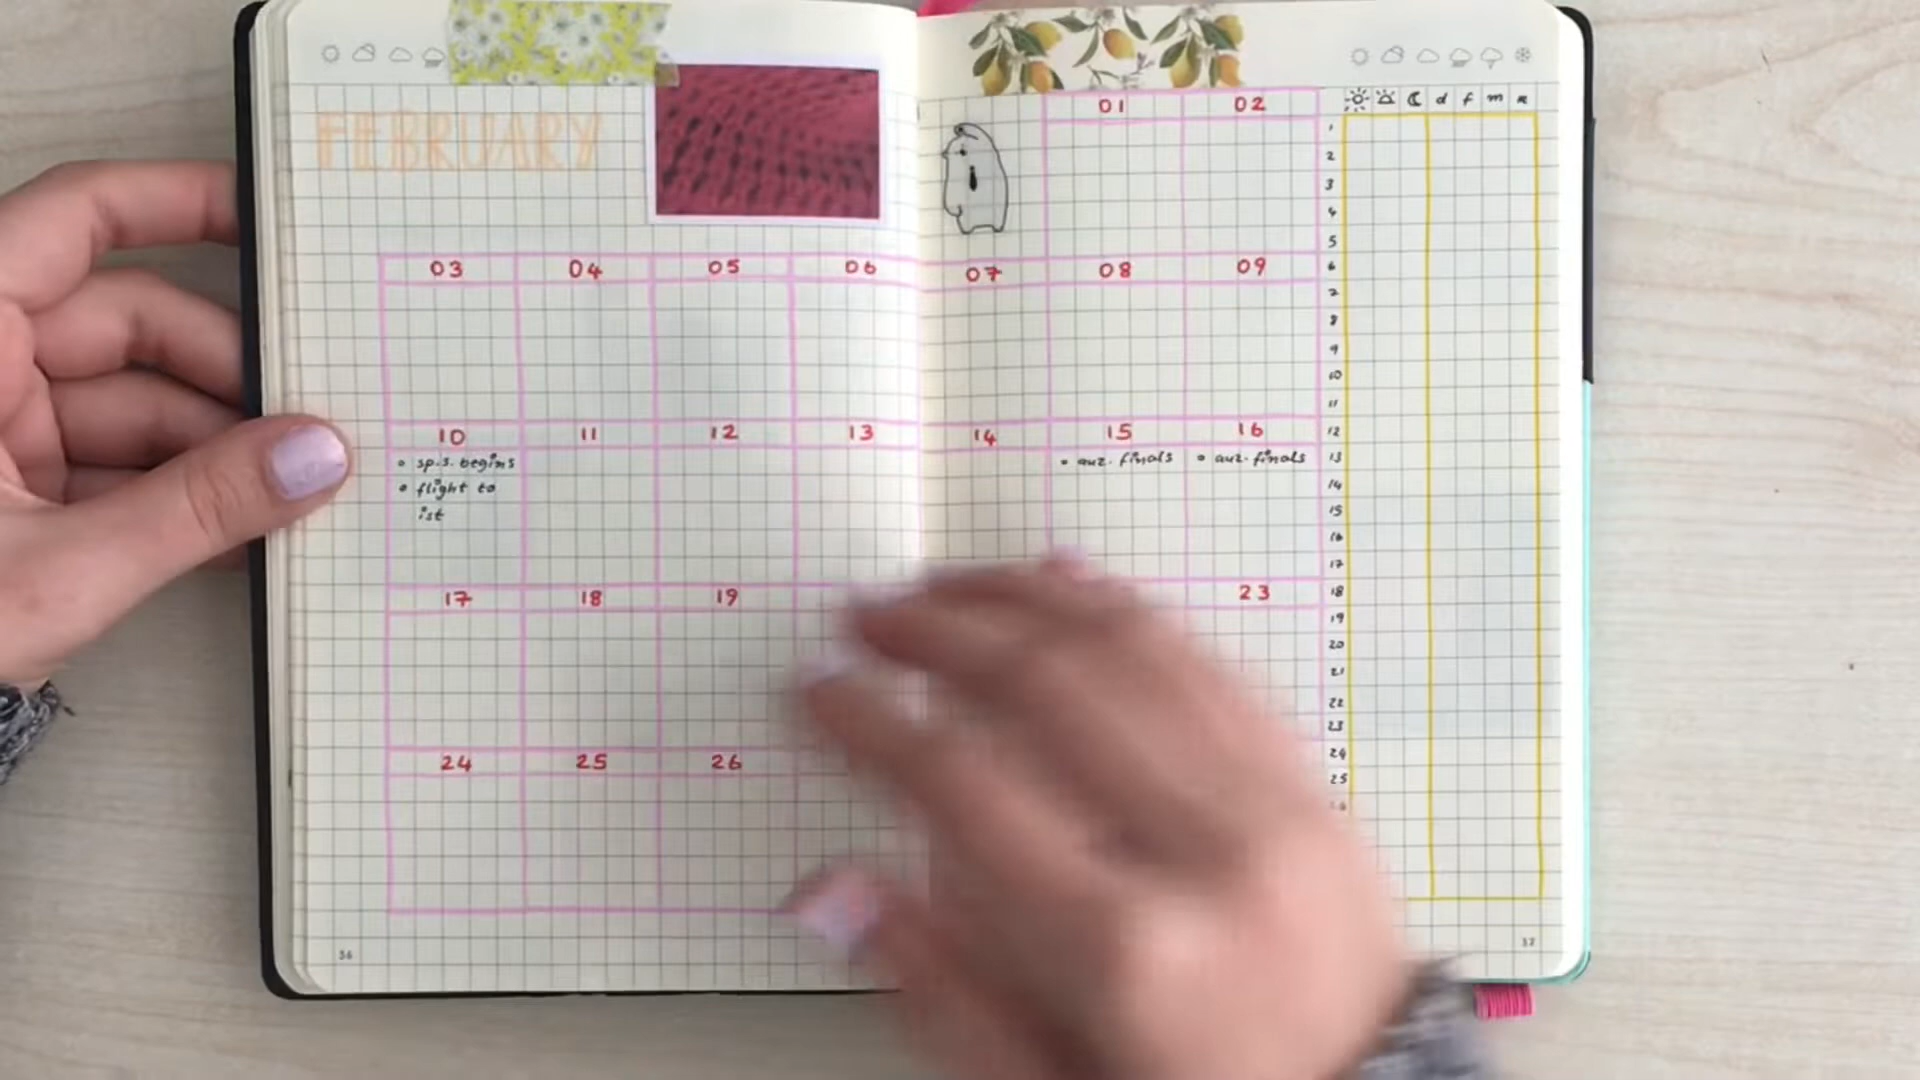 FEBRUARY
01 02
03 04 05 06 07 08 09
10 11 12 13 14 15 16
• sp.s. begins
• flight to
ist
• auz. finals
• auz. finals
17 18 19 23
24 25 26
d f m
1
2
3
4
5
6
7
8
9
10
11
12
13
14
15
16
17
18
19
20
21
22
23
24
25
36
37